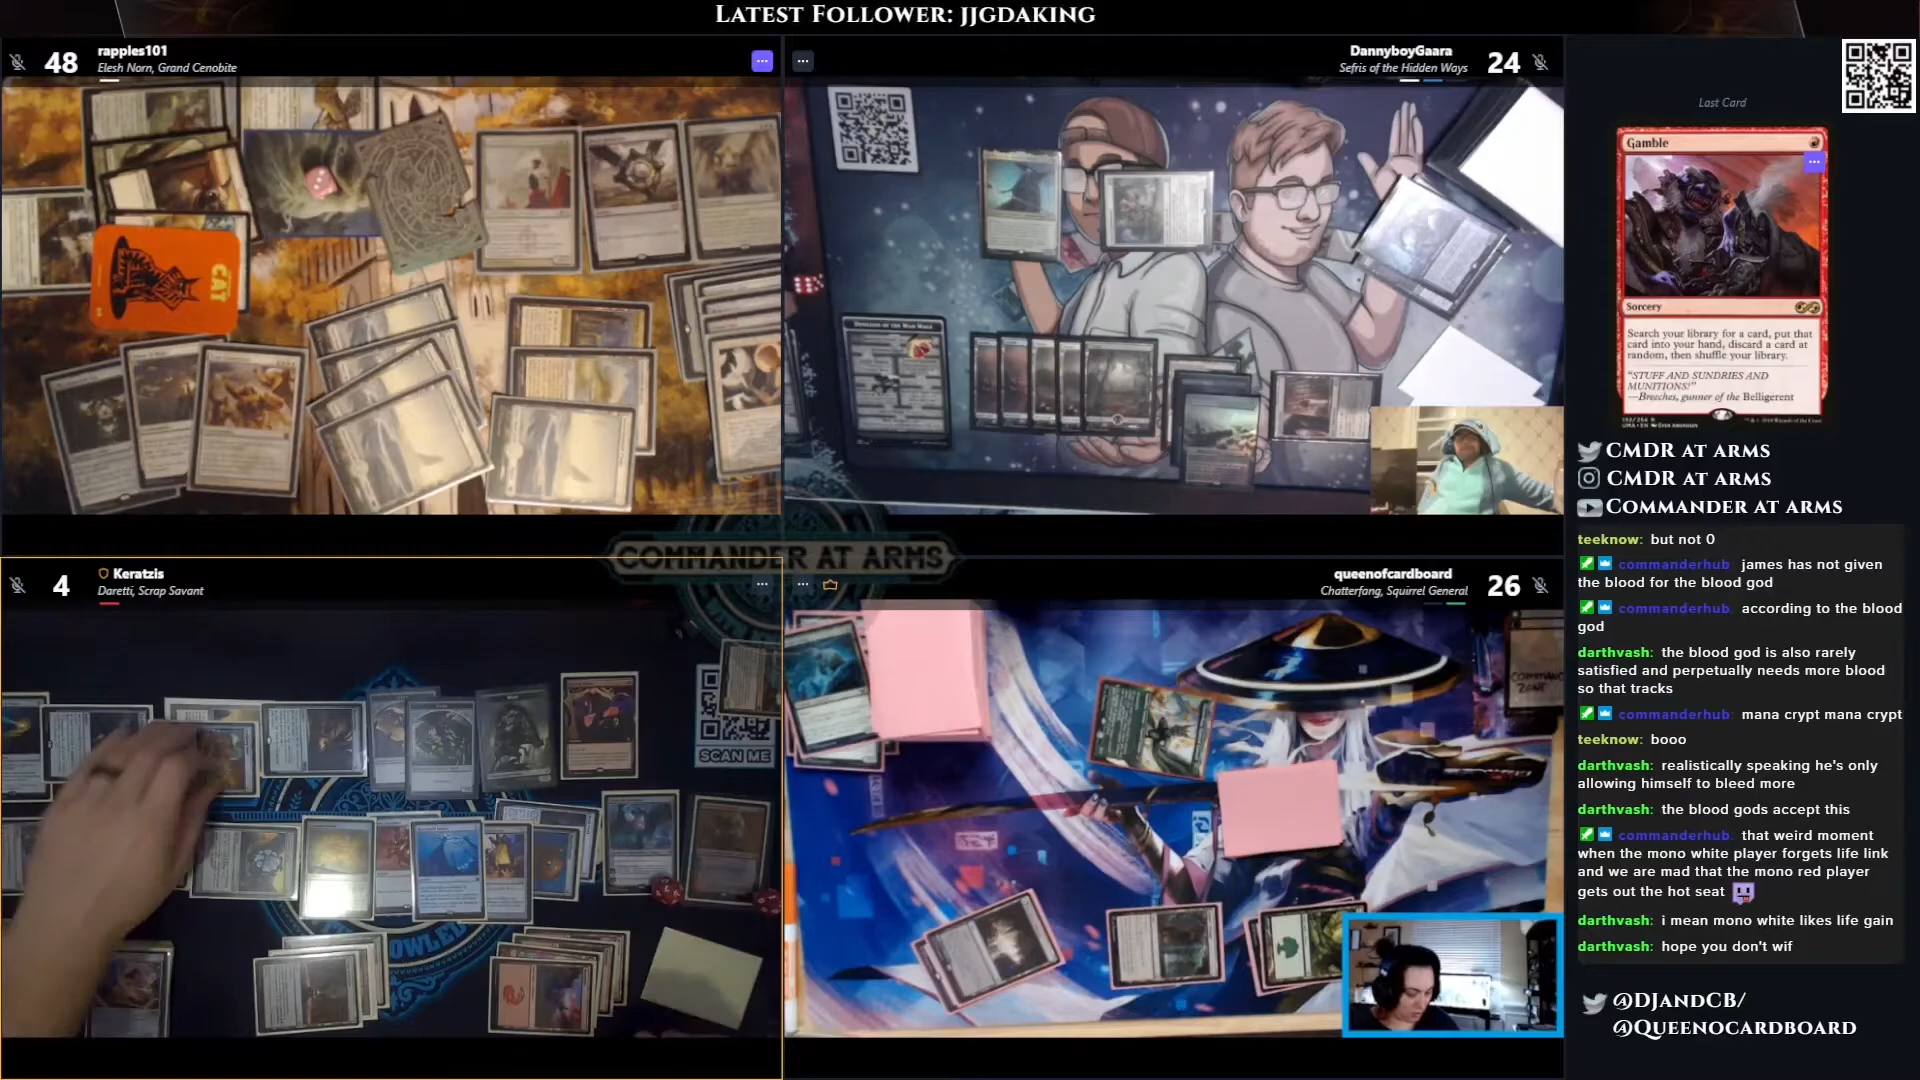 LATEST FOLLOWER: JJGDAKING
48
rapples101
Elesh Norn, Grand Cenobite
DannyboyGaara
Sefris of the Hidden Ways
24
CAT
Last Card
Gamble
Sorcery
Search your library for a card, put that
card into your hand, discard a card at
random, then shuffle your library.
"STUFF AND SUNDRIES AND
MUNITIONS!"
—Breeches, gunner of the Belligerent
COMMANDER AT ARMS
4
Keratzis
Daretti, Scrap Savant
queenofcardboard
Chatterfang, Squirrel General
26
SCAN ME
CMDR AT ARMS
CMDR AT ARMS
COMMANDER AT ARMS
teeknow: but not 0
commanderhub: james has not given
the blood for the blood god
commanderhub: according to the blood
god
darthvash: the blood god is also rarely
satisfied and perpetually needs more blood
so that tracks
commanderhub: mana crypt mana crypt
teeknow: booo
darthvash: realistically speaking he's only
allowing himself to bleed more
darthvash: the blood gods accept this
commanderhub: that weird moment
when the mono white player forgets life link
and we are mad that the mono red player
gets out the hot seat
darthvash: i mean mono white likes life gain
darthvash: hope you don't wif
@DJANDCB/
@QUEENOCARDBOARD